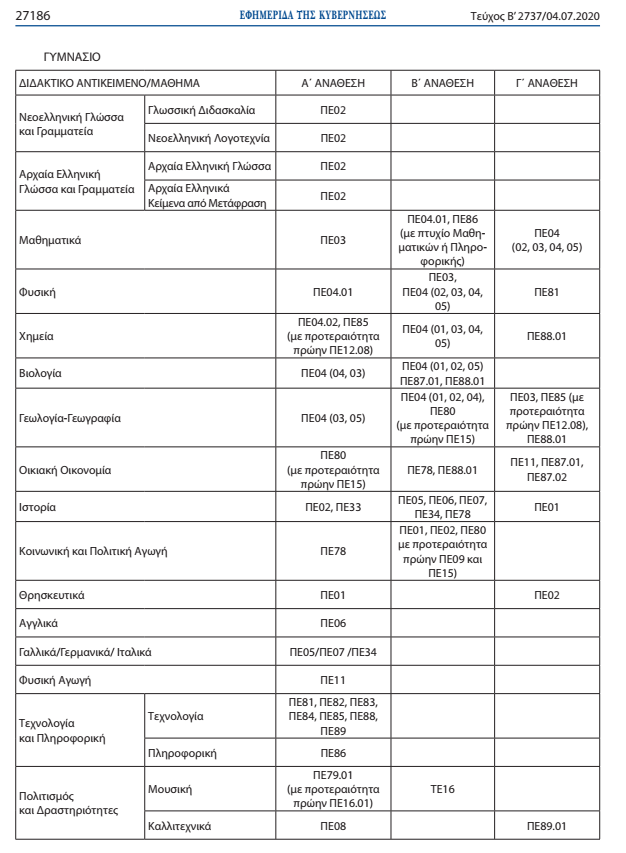 27186
ΕΦΗΜΕΡΙΔΑ ΤΗΣ ΚΥΒΕΡΝΗΣΕΩΣ
Τεύχος Β’ 2737/04.07.2020
ΓΥΜΝΑΣΙΟ
ΔΙΔΑΚΤΙΚΟ ΑΝΤΙΚΕΙΜΕΝΟ/ΜΑΘΗΜΑ
Α΄ ΑΝΑΘΕΣΗ
Β΄ ΑΝΑΘΕΣΗ
Γ΄ ΑΝΑΘΕΣΗ
Νεοελληνική Γλώσσα
και Γραμματεία
Γλωσσική Διδασκαλία
ΠΕ02
Νεοελληνική Λογοτεχνία
ΠΕ02
Αρχαία Ελληνική
Γλώσσα και Γραμματεία
Αρχαία Ελληνική Γλώσσα
ΠΕ02
Αρχαία Ελληνικά
Κείμενα από Μετάφραση
ΠΕ02
Μαθηματικά
ΠΕ03
ΠΕ04.01, ΠΕ86
(με πτυχίο Μαθη-
ματικών ή Πληρο-
φορικής)
ΠΕ04
(02, 03, 04, 05)
Φυσική
ΠΕ04.01
ΠΕ03,
ΠΕ04 (02, 03, 04,
05)
ΠΕ81
Χημεία
ΠΕ04.02, ΠΕ85
(με προτεραιότητα
πρώην ΠΕ12.08)
ΠΕ04 (01, 03, 04,
05)
ΠΕ88.01
Βιολογία
ΠΕ04 (04, 03)
ΠΕ04 (01, 02, 05)
ΠΕ87.01, ΠΕ88.01
Γεωλογία-Γεωγραφία
ΠΕ04 (03, 05)
ΠΕ04 (01, 02, 04),
ΠΕ80
(με προτεραιότητα
πρώην ΠΕ15)
ΠΕ03, ΠΕ85 (με
προτεραιότητα
πρώην ΠΕ12.08),
ΠΕ88.01
Οικιακή Οικονομία
ΠΕ80
(με προτεραιότητα
πρώην ΠΕ15)
ΠΕ78, ΠΕ88.01
ΠΕ11, ΠΕ87.01,
ΠΕ87.02
Ιστορία
ΠΕ02, ΠΕ33
ΠΕ05, ΠΕ06, ΠΕ07,
ΠΕ34, ΠΕ78
ΠΕ01
Κοινωνική και Πολιτική Αγωγή
ΠΕ78
ΠΕ01, ΠΕ02, ΠΕ80
με προτεραιότητα
πρώην ΠΕ09 και
ΠΕ15)
Θρησκευτικά
ΠΕ01
ΠΕ02
Αγγλικά
ΠΕ06
Γαλλικά/Γερμανικά/ Ιταλικά
ΠΕ05/ΠΕ07 /ΠΕ34
Φυσική Αγωγή
ΠΕ11
Τεχνολογία
και Πληροφορική
Τεχνολογία
ΠΕ81, ΠΕ82, ΠΕ83,
ΠΕ84, ΠΕ85, ΠΕ88,
ΠΕ89
Πληροφορική
ΠΕ86
Πολιτισμός
και Δραστηριότητες
Μουσική
ΠΕ79.01
(με προτεραιότητα
πρώην ΠΕ16.01)
ΤΕ16
Καλλιτεχνικά
ΠΕ08
ΠΕ89.01